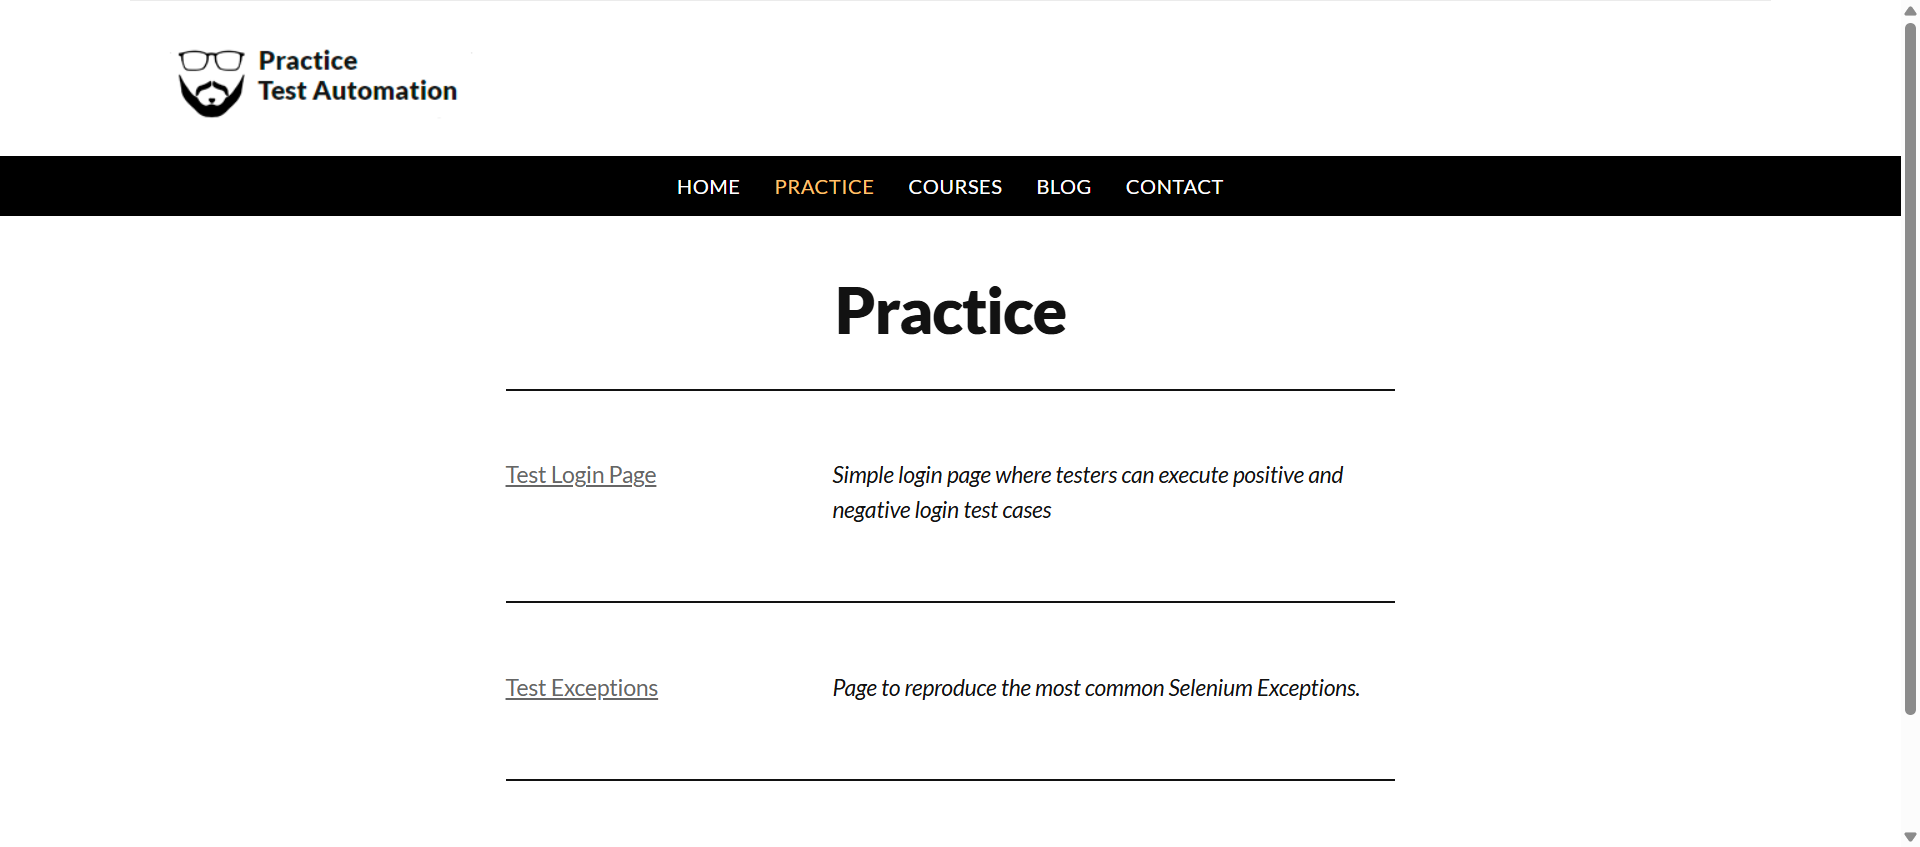 Practice
Test Automation
HOME PRACTICE COURSES BLOG CONTACT
Practice
Test Login Page
Simple login page where testers can execute positive and
negative login test cases
Test Exceptions
Page to reproduce the most common Selenium Exceptions.